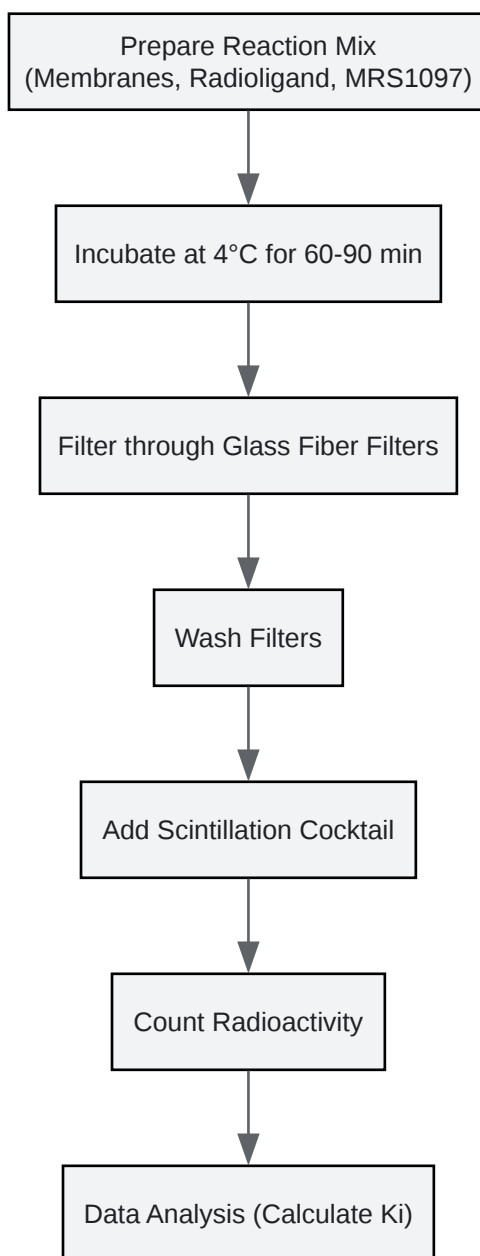 Prepare Reaction Mix
(Membranes, Radioligand, MRS1097)
Incubate at 4°C for 60-90 min
Filter through Glass Fiber Filters
Wash Filters
Add Scintillation Cocktail
Count Radioactivity
Data Analysis (Calculate Ki)